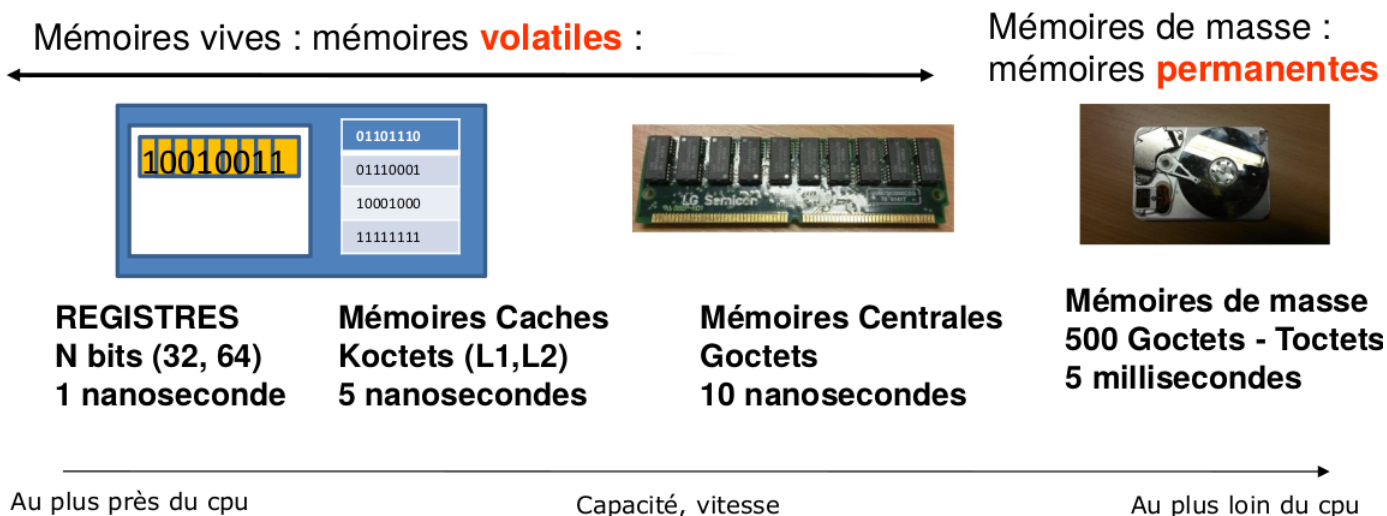 Mémoires vives : mémoires volatiles :
Mémoires de masse :
mémoires permanentes
10010011
01101110
01110001
10001000
11111111
LG Semicon
REGISTRES
N bits (32, 64)
1 nanoseconde
Mémoires Caches
Koctets (L1,L2)
5 nanosecondes
Mémoires Centrales
Goctets
10 nanosecondes
Mémoires de masse
500 Goctets - Toctets
5 millisecondes
Au plus près du cpu
Capacité, vitesse
Au plus loin du cpu